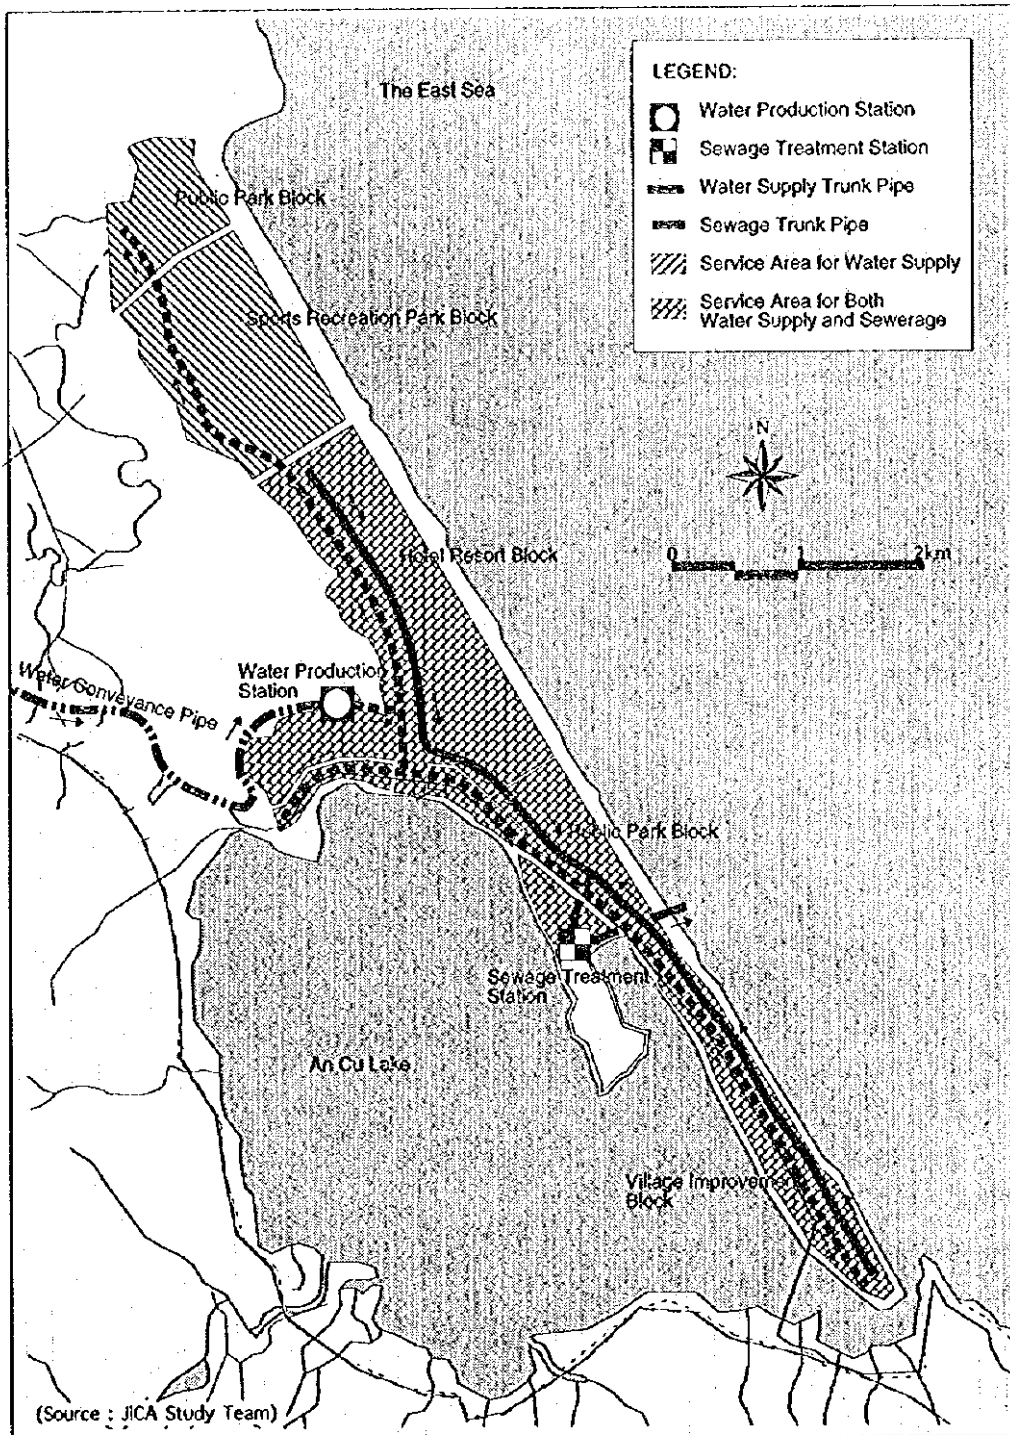 The East Sea
LEGEND:
Water Production Station
Sewage Treatment Station
Water Supply Trunk Pipe
Sewage Trunk Pipe
Service Area for Water Supply
Service Area for Both
Water Supply and Sewerage
Public Park Block
Sports Recreation Park Block
N
0 1 2km
Hotel Resort Block
Water Production
Station
Water Conveyance Pipe
Public Park Block
Sewage Treatment
Station
An Cu Lake
Village Improvement
Block
(Source : JICA Study Team)